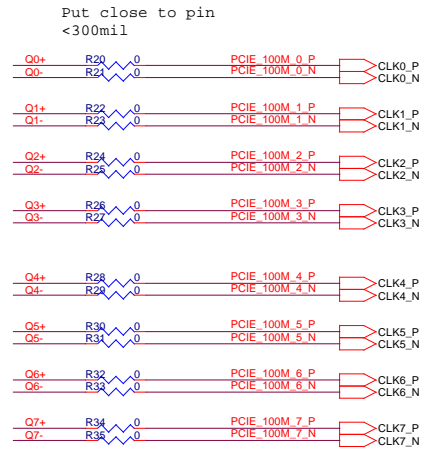 Put close to pin
<300mil
Q0+ R20 0 PCIE_100M_0_P CLK0_P
Q0- R21 0 PCIE_100M_0_N CLK0_N
Q1+ R22 0 PCIE_100M_1_P CLK1_P
Q1- R23 0 PCIE_100M_1_N CLK1_N
Q2+ R24 0 PCIE_100M_2_P CLK2_P
Q2- R25 0 PCIE_100M_2_N CLK2_N
Q3+ R26 0 PCIE_100M_3_P CLK3_P
Q3- R27 0 PCIE_100M_3_N CLK3_N
Q4+ R28 0 PCIE_100M_4_P CLK4_P
Q4- R29 0 PCIE_100M_4_N CLK4_N
Q5+ R30 0 PCIE_100M_5_P CLK5_P
Q5- R31 0 PCIE_100M_5_N CLK5_N
Q6+ R32 0 PCIE_100M_6_P CLK6_P
Q6- R33 0 PCIE_100M_6_N CLK6_N
Q7+ R34 0 PCIE_100M_7_P CLK7_P
Q7- R35 0 PCIE_100M_7_N CLK7_N